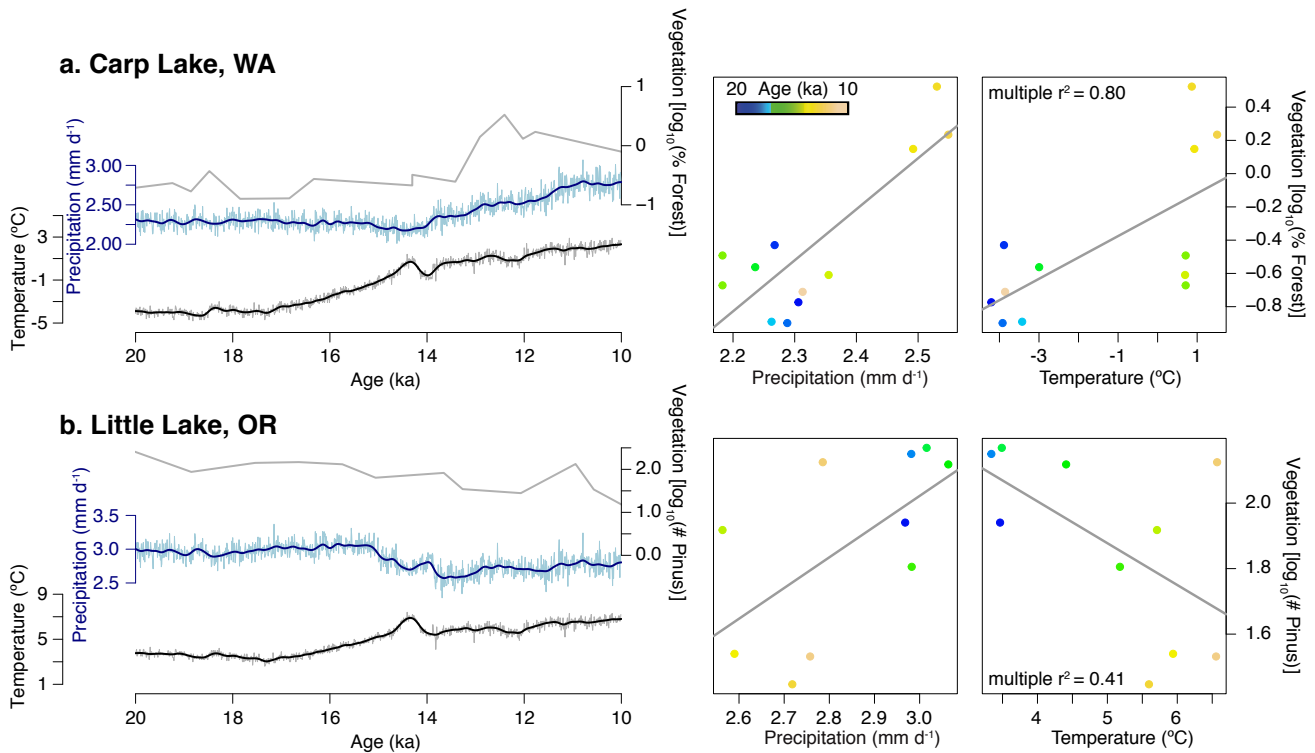 a. Carp Lake, WA
Vegetation [log10(% Forest)]
1
0
−1
Precipitation (mm d-1)
3.00
2.50
2.00
Temperature (ºC)
3
-1
-5
20 18 16 14 12 10
Age (ka)
20 Age (ka) 10
2.2 2.3 2.4 2.5
Precipitation (mm d-1)
multiple r2 = 0.80
Vegetation [log10(% Forest)]
0.4
0.2
0.0
−0.2
−0.4
−0.6
−0.8
-3 -1 1
Temperature (ºC)
b. Little Lake, OR
Vegetation [log10(# Pinus)]
2.0
1.0
0.0
Precipitation (mm d-1)
3.5
3.0
2.5
Temperature (ºC)
9
5
1
20 18 16 14 12 10
Age (ka)
2.6 2.7 2.8 2.9 3.0
Precipitation (mm d-1)
multiple r2 = 0.41
Vegetation [log10(# Pinus)]
2.0
1.8
1.6
4 5 6
Temperature (ºC)